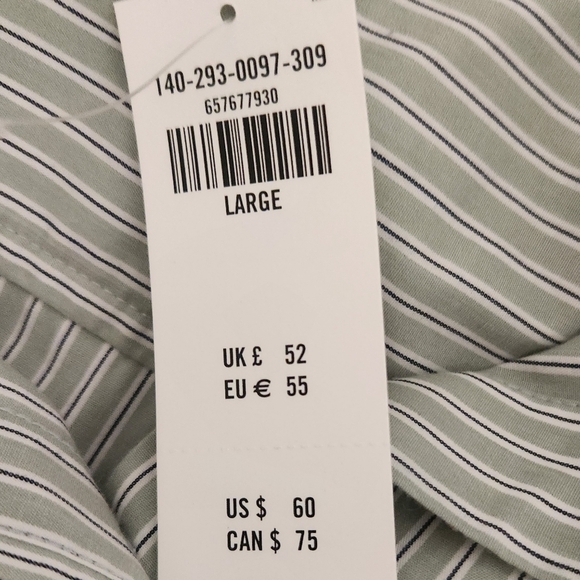 140-293-0097-309
657677930
LARGE
UK £ 52
EU € 55
US $ 60
CAN $ 75